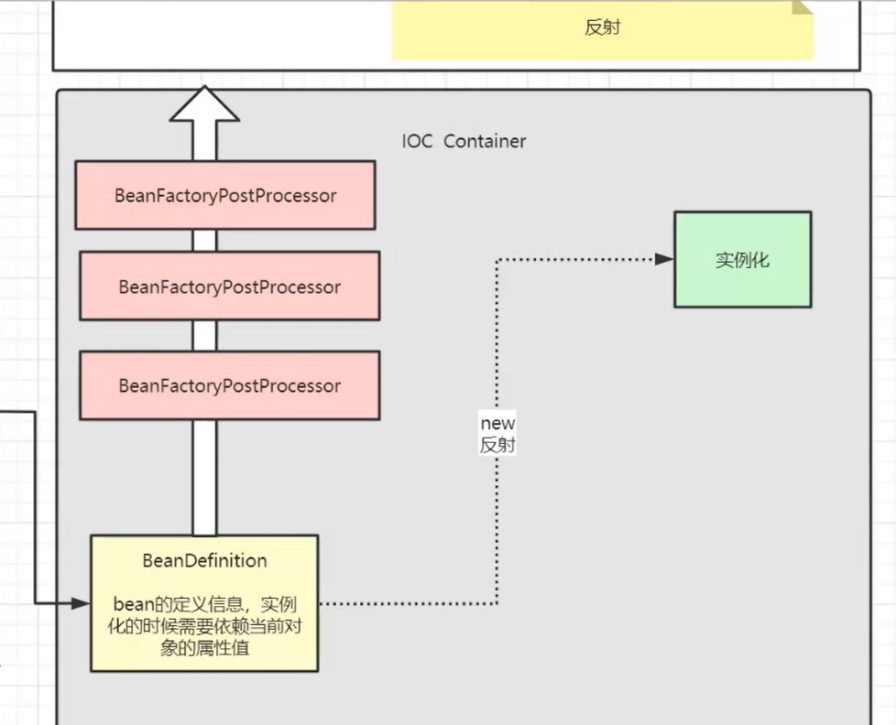 反射
IOC Container
BeanFactoryPostProcessor
BeanFactoryPostProcessor
BeanFactoryPostProcessor
实例化
new
反射
BeanDefinition
bean的定义信息，实例
化的时候需要依赖当前对
象的属性值